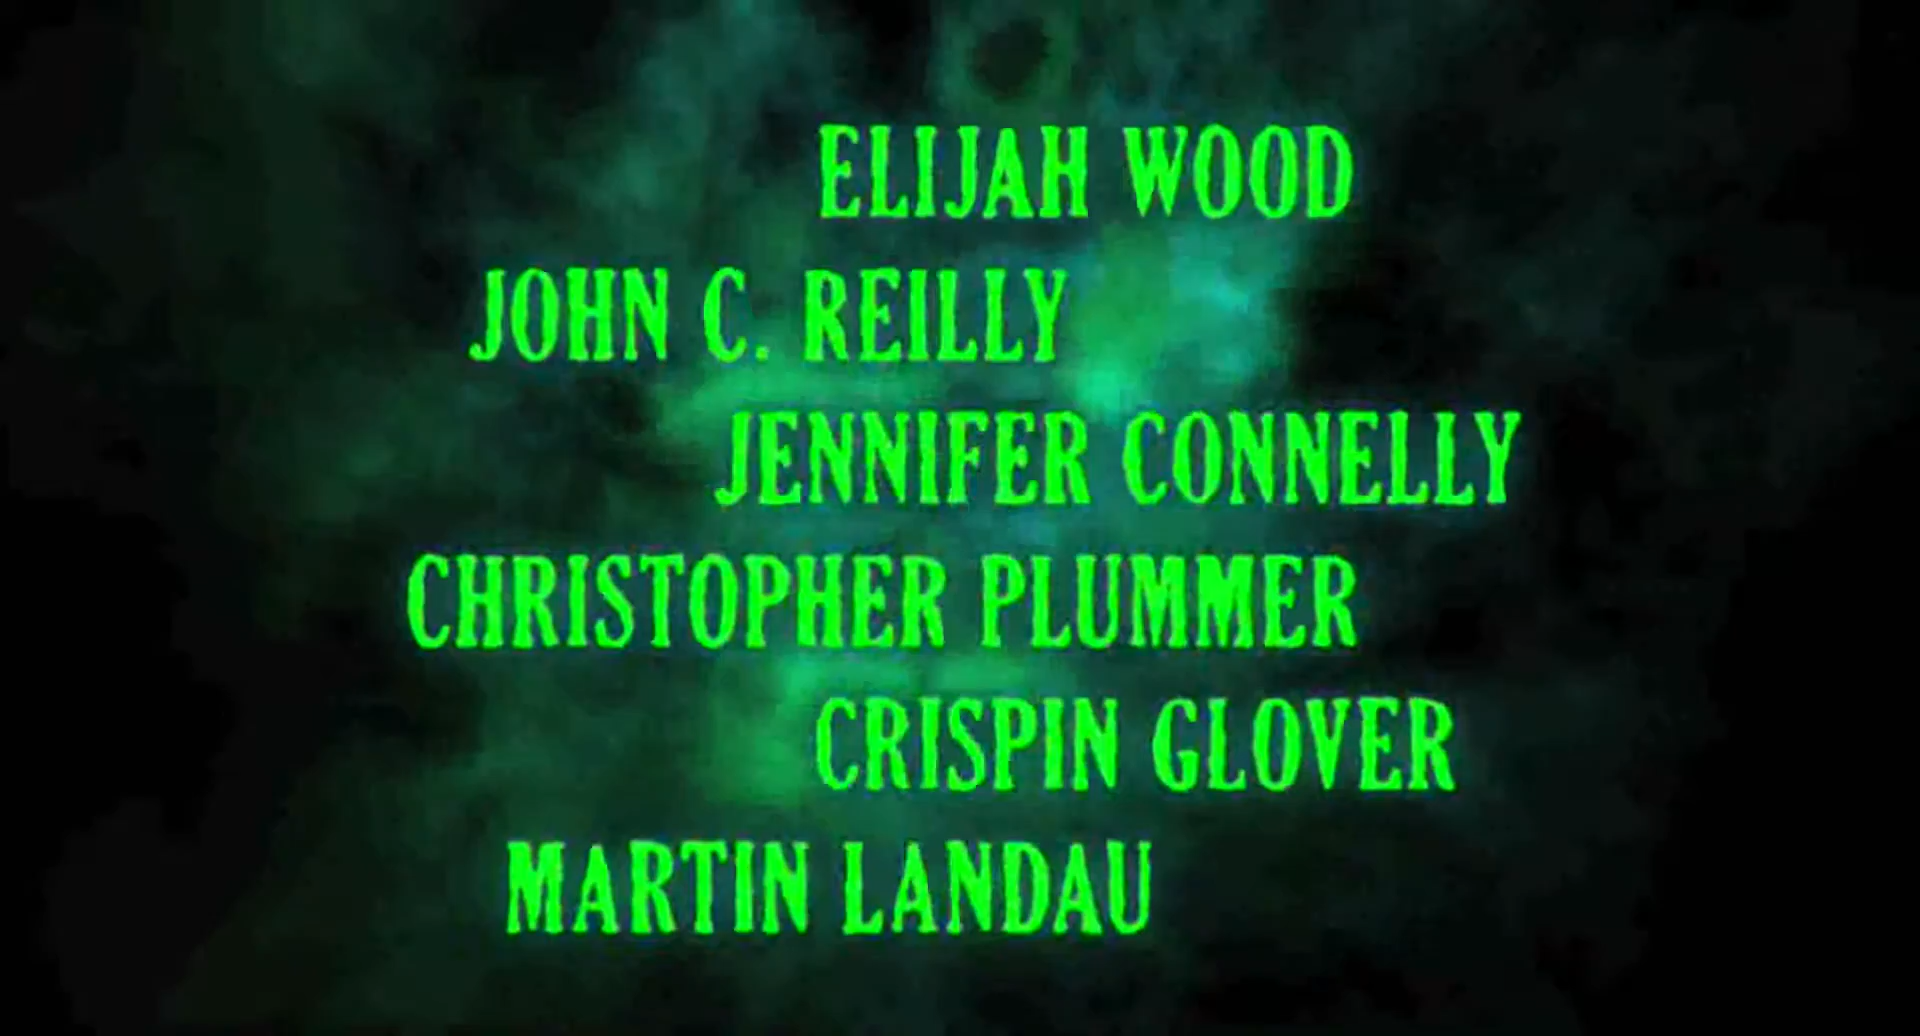 ELIJAH WOOD
JOHN C. REILLY
JENNIFER CONNELLY
CHRISTOPHER PLUMMER
CRISPIN GLOVER
MARTIN LANDAU